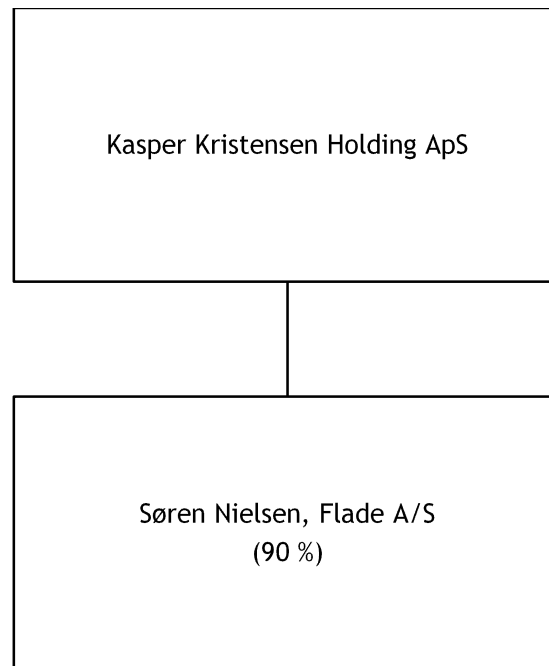 Kasper Kristensen Holding ApS
Søren Nielsen, Flade A/S
(90 %)